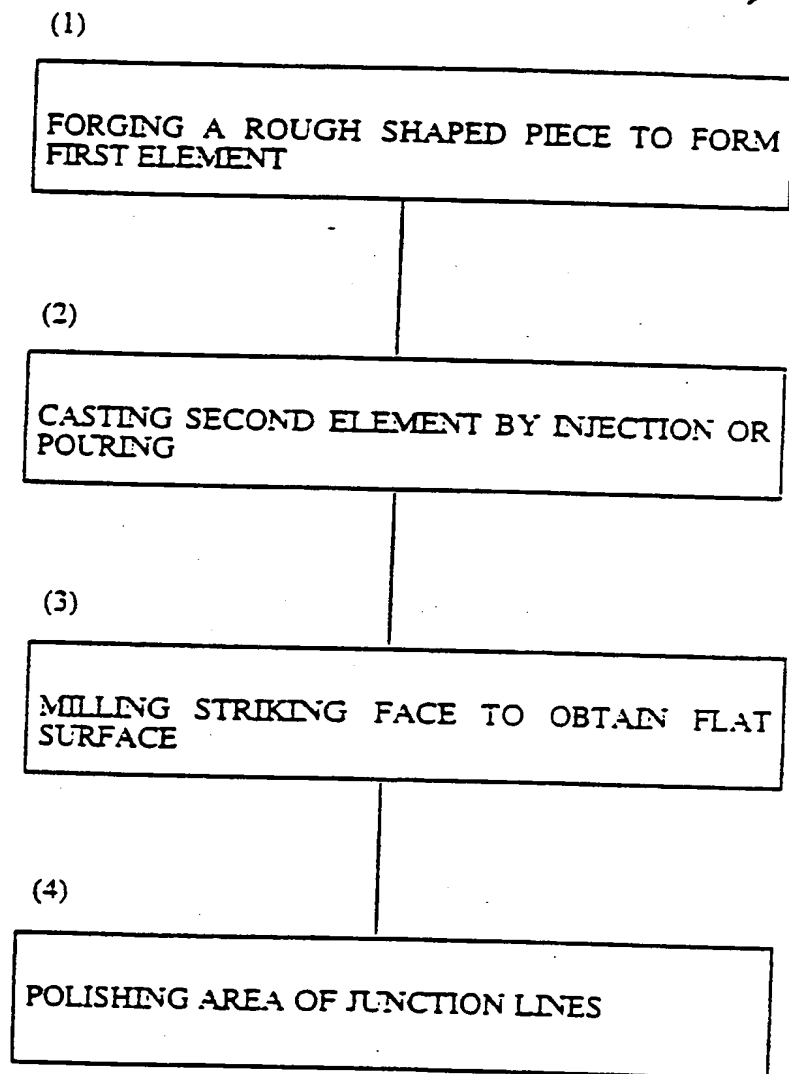 (1)
FORGING A ROUGH SHAPED PIECE TO FORM
FIRST ELEMENT
(2)
CASTING SECOND ELEMENT BY INJECTION OR
POURING
(3)
MILLING STRIKING FACE TO OBTAIN FLAT
SURFACE
(4)
POLISHING AREA OF JUNCTION LINES